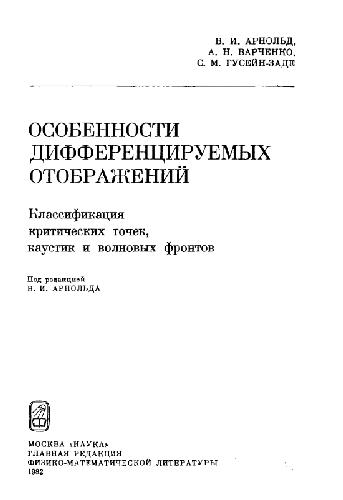 В. И. АРНОЛЬД,
А. Н. ВАРЧЕНКО,
С. М. ГУСЕЙН-ЗАДЕ
ОСОБЕННОСТИ
ДИФФЕРЕНЦИРУЕМЫХ
ОТОБРАЖЕНИЙ
Классификация
критических точек,
каустик и волновых фронтов
Под редакцией
В. И. АРНОЛЬДА
МОСКВА «НАУКА»
ГЛАВНАЯ РЕДАКЦИЯ
ФИЗИКО-МАТЕМАТИЧЕСКОЙ ЛИТЕРАТУРЫ
1982